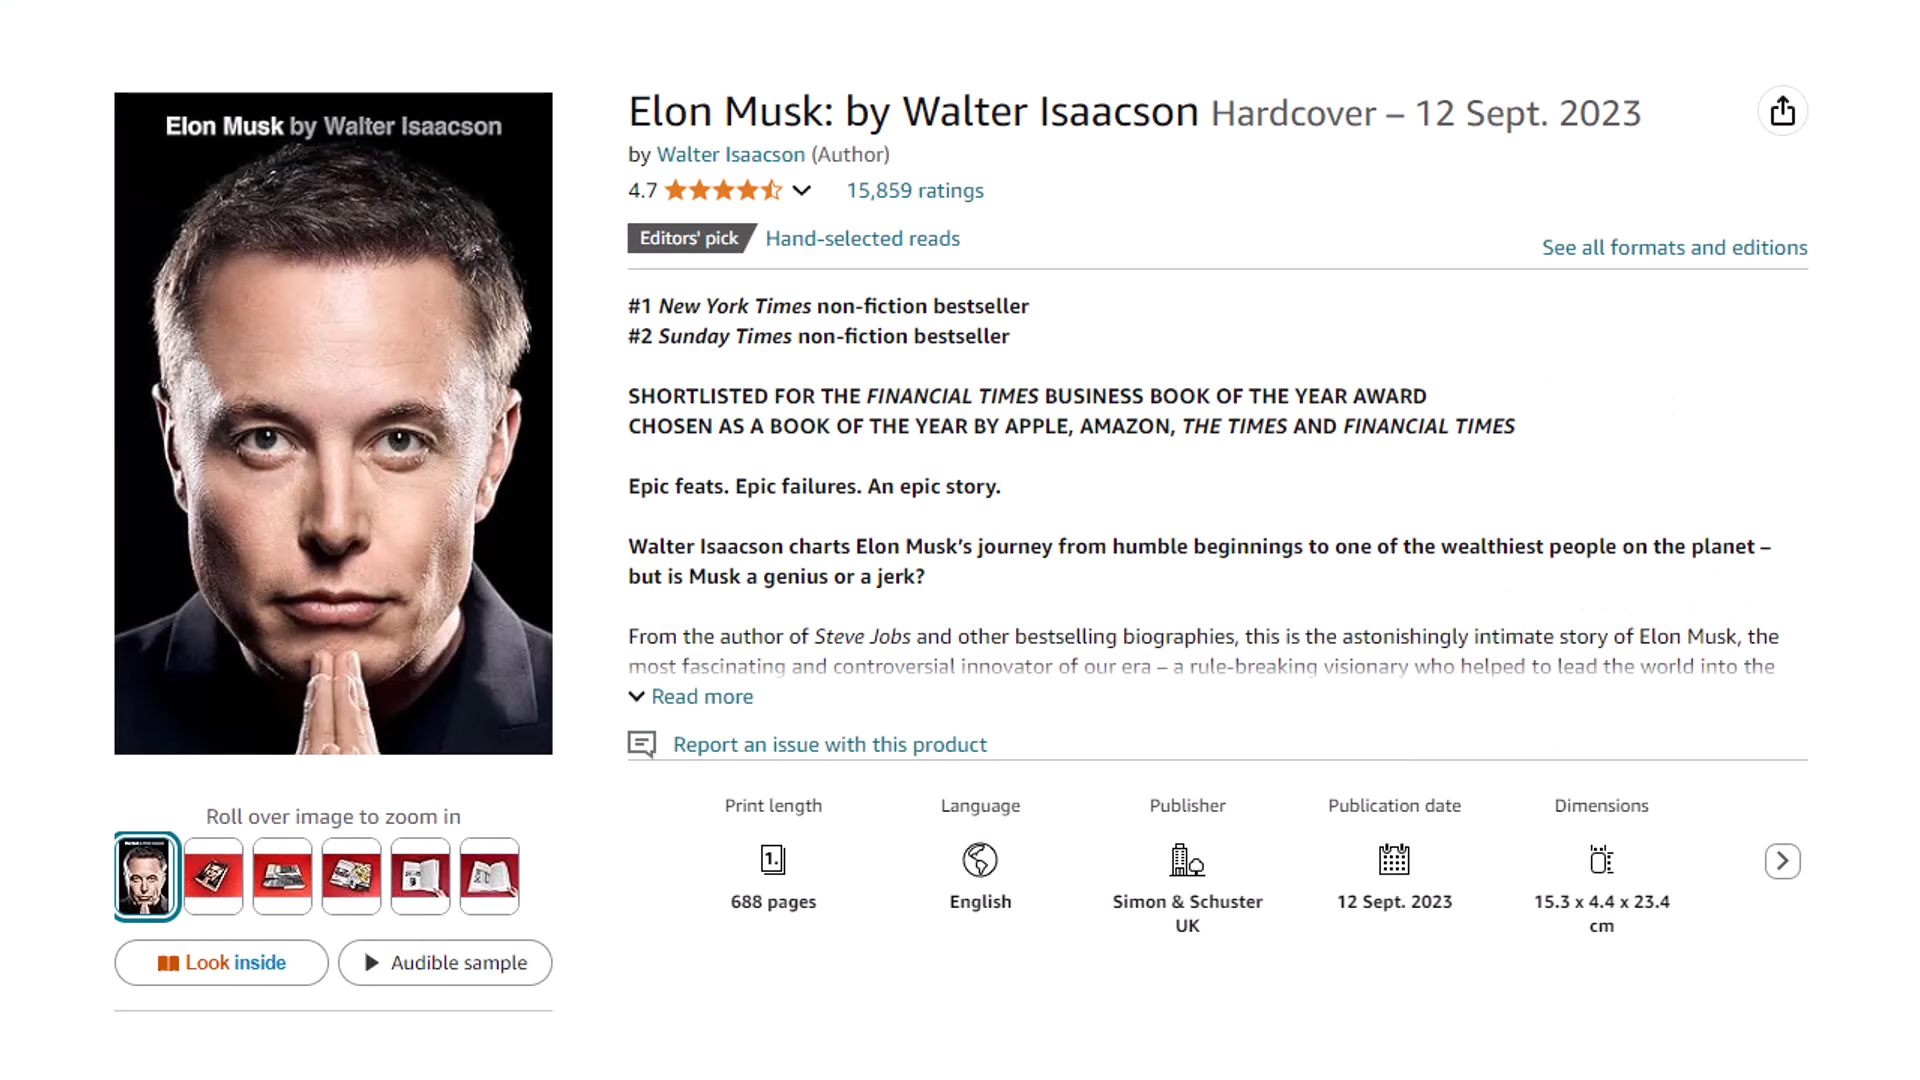 Elon Musk by Walter Isaacson
Roll over image to zoom in
Look inside
Audible sample
Elon Musk: by Walter Isaacson Hardcover – 12 Sept. 2023
by Walter Isaacson (Author)
4.7 15,859 ratings
Editors' pick Hand-selected reads
See all formats and editions
#1 New York Times non-fiction bestseller
#2 Sunday Times non-fiction bestseller
SHORTLISTED FOR THE FINANCIAL TIMES BUSINESS BOOK OF THE YEAR AWARD
CHOSEN AS A BOOK OF THE YEAR BY APPLE, AMAZON, THE TIMES AND FINANCIAL TIMES
Epic feats. Epic failures. An epic story.
Walter Isaacson charts Elon Musk’s journey from humble beginnings to one of the wealthiest people on the planet –
but is Musk a genius or a jerk?
From the author of Steve Jobs and other bestselling biographies, this is the astonishingly intimate story of Elon Musk, the
most fascinating and controversial innovator of our era – a rule-breaking visionary who helped to lead the world into the
Read more
Report an issue with this product
Print length
1.
688 pages
Language
English
Publisher
Simon & Schuster
UK
Publication date
12 Sept. 2023
Dimensions
15.3 x 4.4 x 23.4
cm